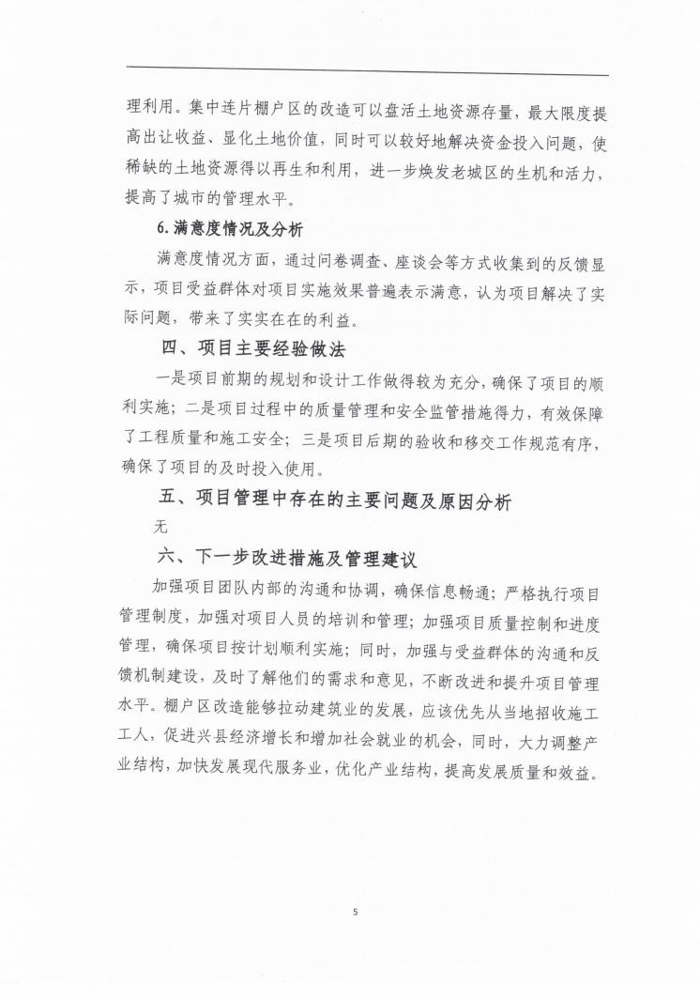 理利用。集中连片棚户区的改造可以盘活土地资源存量，最大限度提
高出让收益、显化土地价值，同时可以较好地解决资金投入问题，使
稀缺的土地资源得以再生和利用，进一步焕发老城区的生机和活力，
提高了城市的管理水平。
6.满意度情况及分析
满意度情况方面，通过问卷调查、座谈会等方式收集到的反馈显
示，项目受益群体对项目实施效果普遍表示满意，认为项目解决了实
际问题，带来了实实在在的利益。
四、项目主要经验做法
一是项目前期的规划和设计工作做得较为充分，确保了项目的顺
利实施；二是项目过程中的质量管理和安全监管措施得力，有效保障
了工程质量和施工安全；三是项目后期的验收和移交工作规范有序，
确保了项目的及时投入使用。
五、项目管理中存在的主要问题及原因分析
无
六、下一步改进措施及管理建议
加强项目团队内部的沟通和协调，确保信息畅通；严格执行项目
管理制度，加强对项目人员的培训和管理；加强项目质量控制和进度
管理，确保项目按计划顺利实施；同时，加强与受益群体的沟通和反
馈机制建设，及时了解他们的需求和意见，不断改进和提升项目管理
水平。棚户区改造能够拉动建筑业的发展，应该优先从当地招收施工
工人，促进兴县经济增长和增加社会就业的机会，同时，大力调整产
业结构，加快发展现代服务业，优化产业结构，提高发展质量和效益。
5